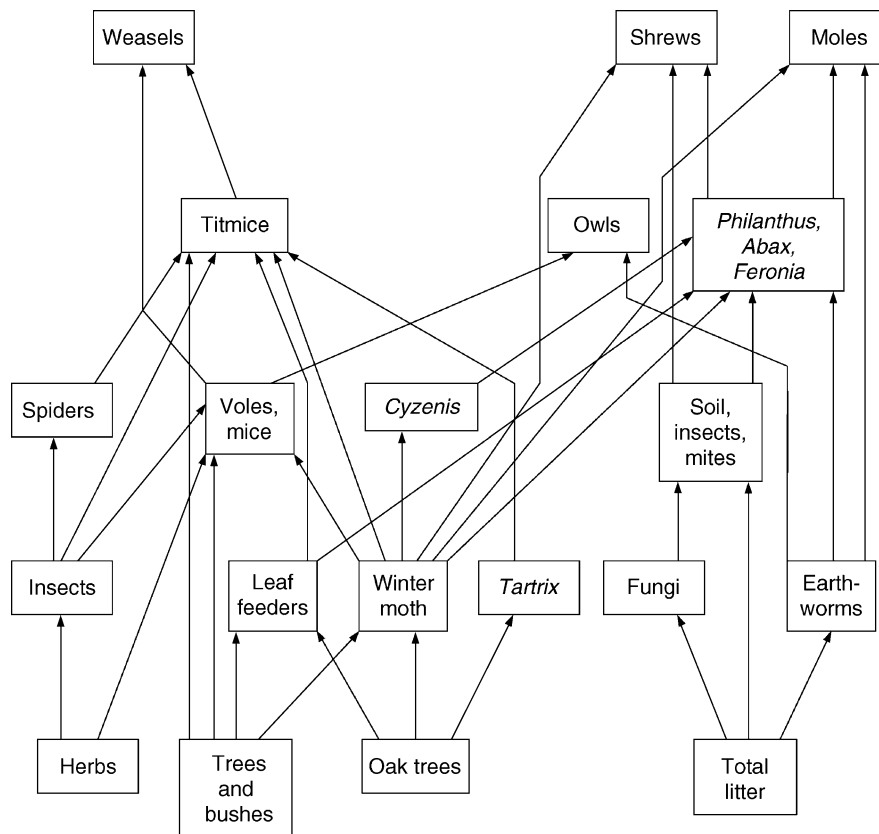 Weasels
Shrews
Moles
Titmice
Owls
Philanthus,
Abax,
Feronia
Spiders
Voles,
mice
Cyzenis
Soil,
insects,
mites
Insects
Leaf
feeders
Winter
moth
Tartrix
Fungi
Earth-
worms
Herbs
Trees
and
bushes
Oak trees
Total
litter